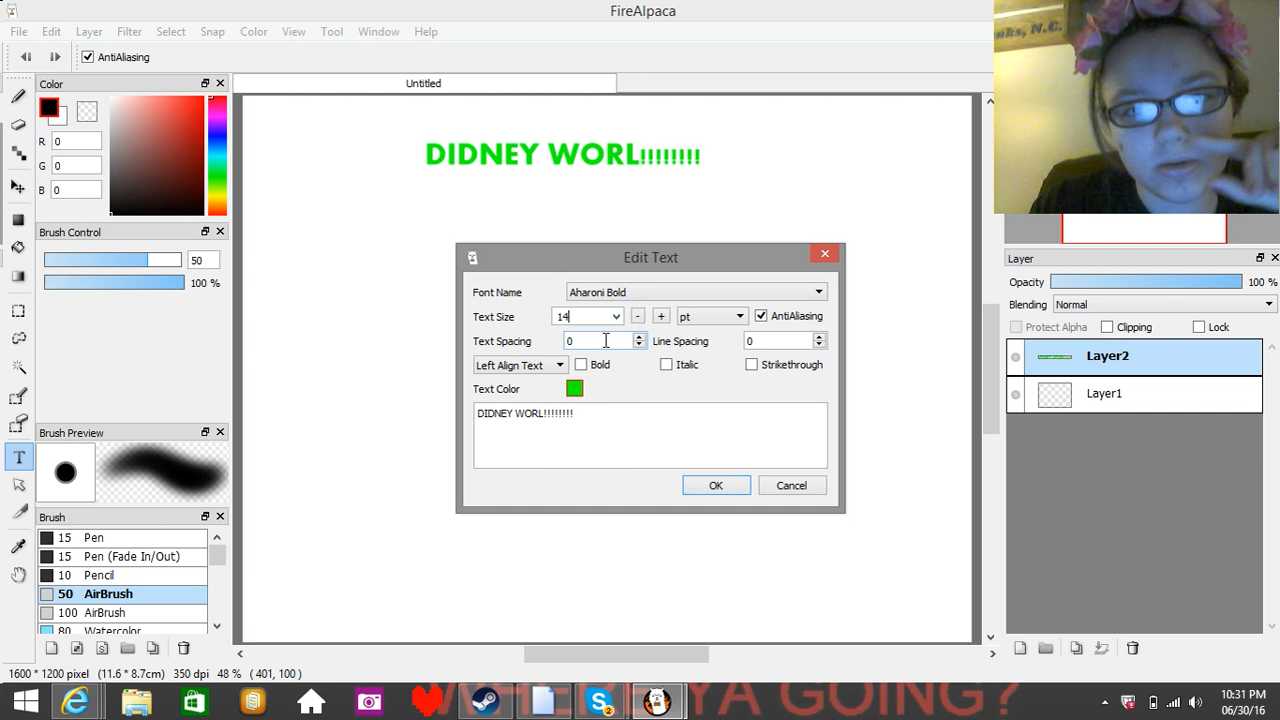 FireAlpaca
File Edit Layer Filter Select Snap Color View Tool Window Help
AntiAliasing
Color
Untitled
R 0
G 0
B 0
DIDNEY WORL!!!!!!!!
Brush Control
50
100 %
Edit Text
Font Name Aharoni Bold
Text Size 14 - + pt AntiAliasing
Text Spacing 0 Line Spacing 0
Left Align Text Bold Italic Strikethrough
Text Color
DIDNEY WORL!!!!!!!!
OK Cancel
Layer
Opacity 100 %
Blending Normal
Protect Alpha Clipping Lock
Layer2
Layer1
Brush Preview
T
Brush
15 Pen
15 Pen (Fade In/Out)
10 Pencil
50 AirBrush
100 AirBrush
80 Watercolor
1600 * 1200 pixel (11.6 * 8.7cm) 350 dpi 48 % ( 401, 100 )
WHERE YA GOING?
2
10:31 PM
06/30/16